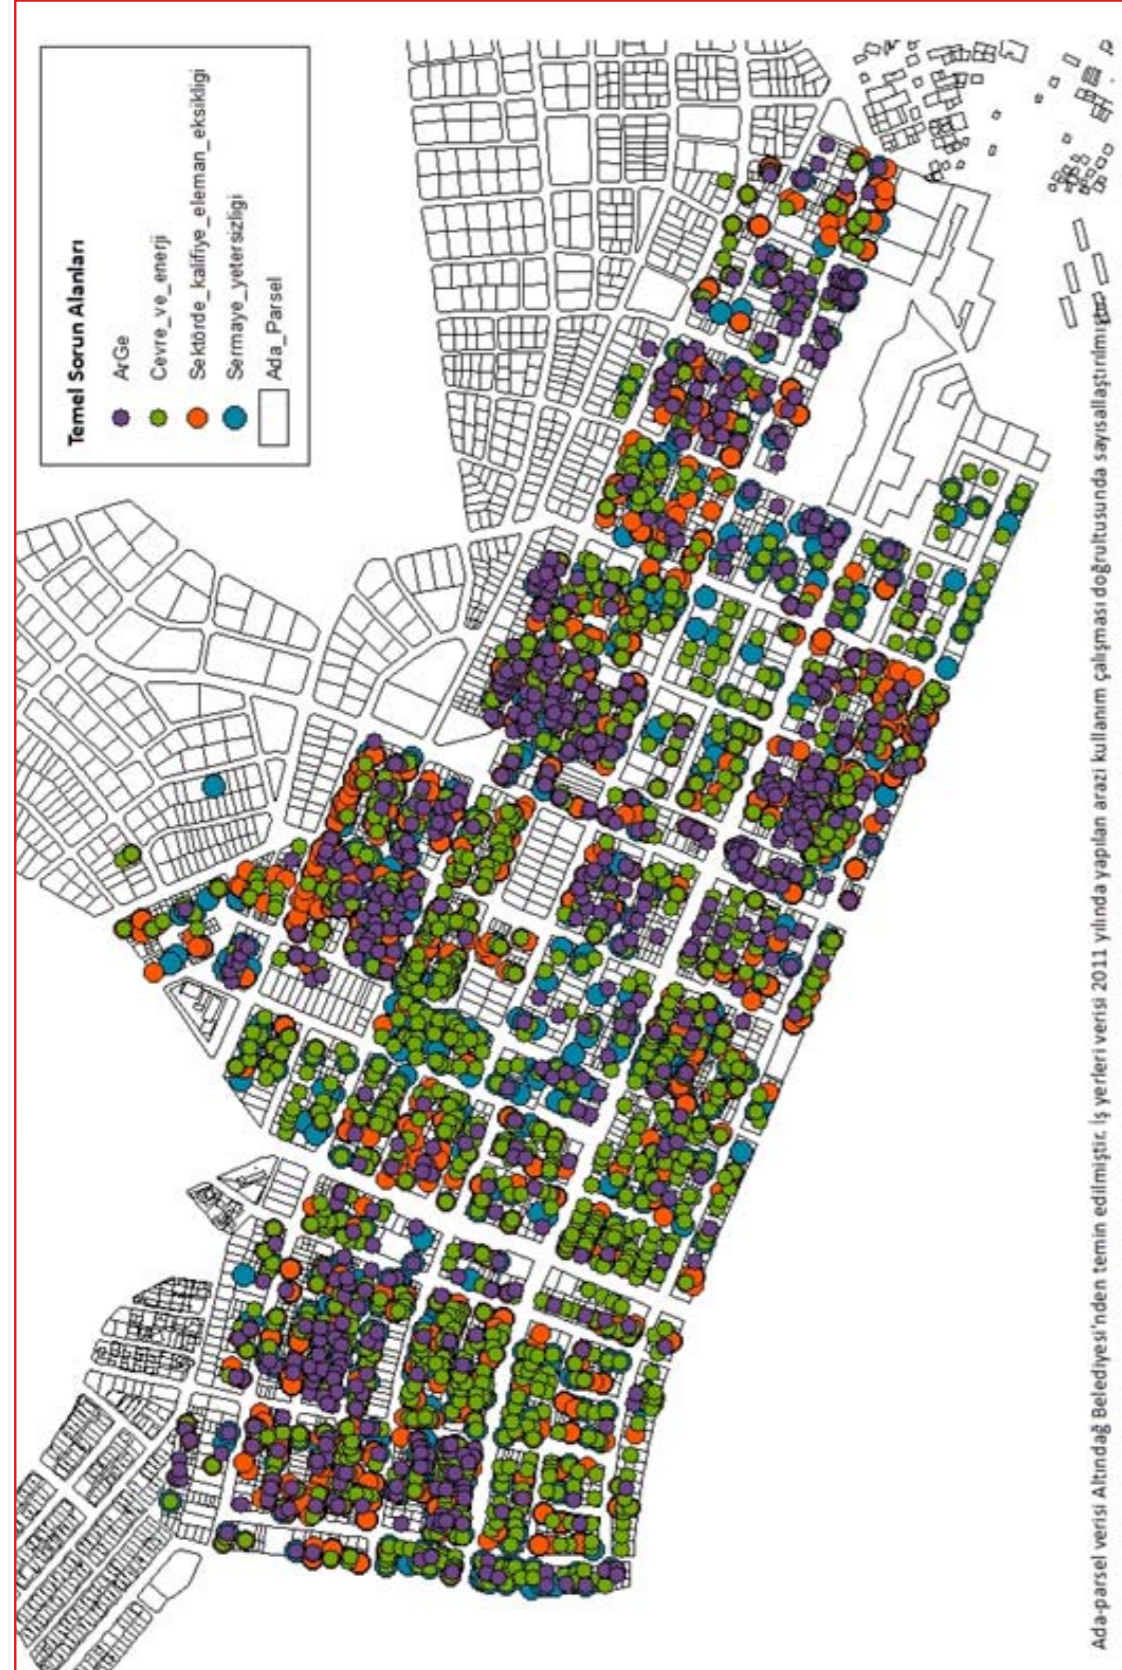 Temel Sorun Alanları
ArGe
Cevre_ve_enerji
Sektörde_kalifiye_eleman_eksikligi
Sermaye_yetersizligi
Ada_Parsel
Ada-parsel verisi Altındağ Belediyesi'nden temin edilmiştir. İş yerleri verisi 2011 yılında yapılan arazi kullanım çalışması doğrultusunda sayısallaştırılmıştır.